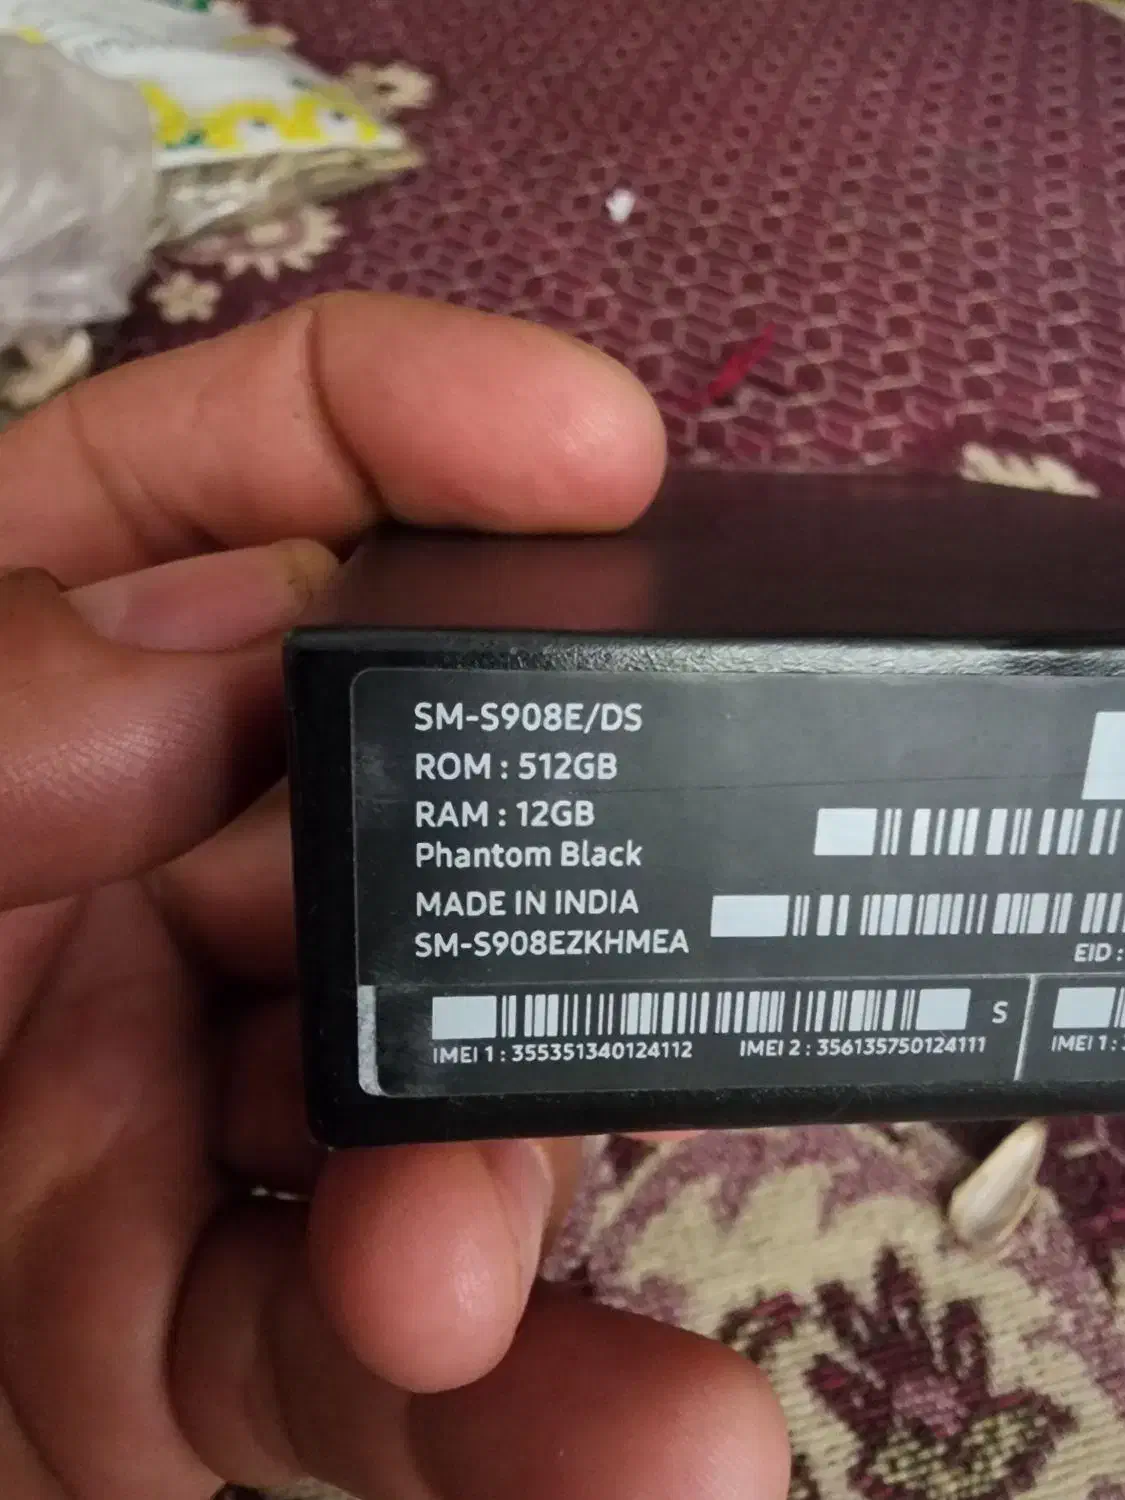 SM-S908E/DS
ROM : 512GB
RAM : 12GB
Phantom Black
MADE IN INDIA
SM-S908EZKHMEA
EID :
S
IMEI 1 : 355351340124112 IMEI 2 : 356135750124111
IMEI 1 :